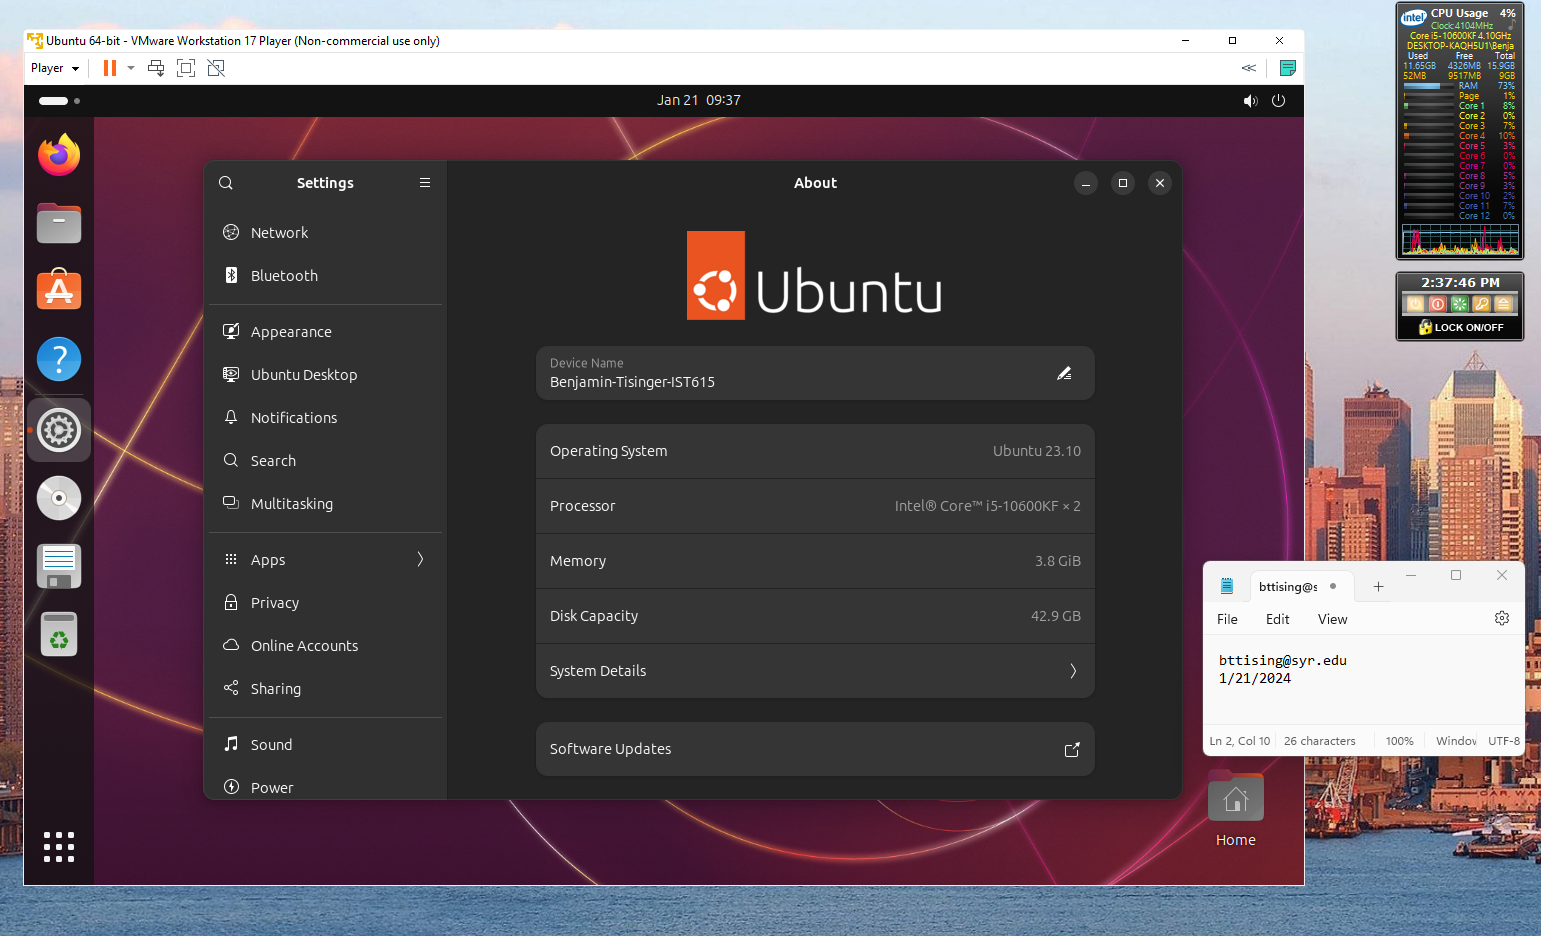 Ubuntu 64-bit - VMware Workstation 17 Player (Non-commercial use only)
Player
Jan 21 09:37
Settings
About
Network
Bluetooth
Appearance
Ubuntu Desktop
Notifications
Search
Multitasking
Apps
Privacy
Online Accounts
Sharing
Sound
Power
Ubuntu
Device Name
Benjamin-Tisinger-IST615
Operating System Ubuntu 23.10
Processor Intel® Core™ i5-10600KF × 2
Memory 3.8 GiB
Disk Capacity 42.9 GB
System Details
Software Updates
Home
intel
CPU Usage 4%
Clock: 4104MHz
Core i5-10600KF 4.10GHz
DESKTOP-KAQH5U1\Benja
Used Free Total
11.65GB 4326MB 15.9GB
52MB 9517MB 9GB
RAM 73%
Page 1%
Core 1 8%
Core 2 0%
Core 3 7%
Core 4 10%
Core 5 3%
Core 6 0%
Core 7 0%
Core 8 5%
Core 9 3%
Core 10 2%
Core 11 7%
Core 12 0%
2:37:46 PM
LOCK ON/OFF
bttising@s
File Edit View
bttising@syr.edu
1/21/2024
Ln 2, Col 10 26 characters 100% Window UTF-8